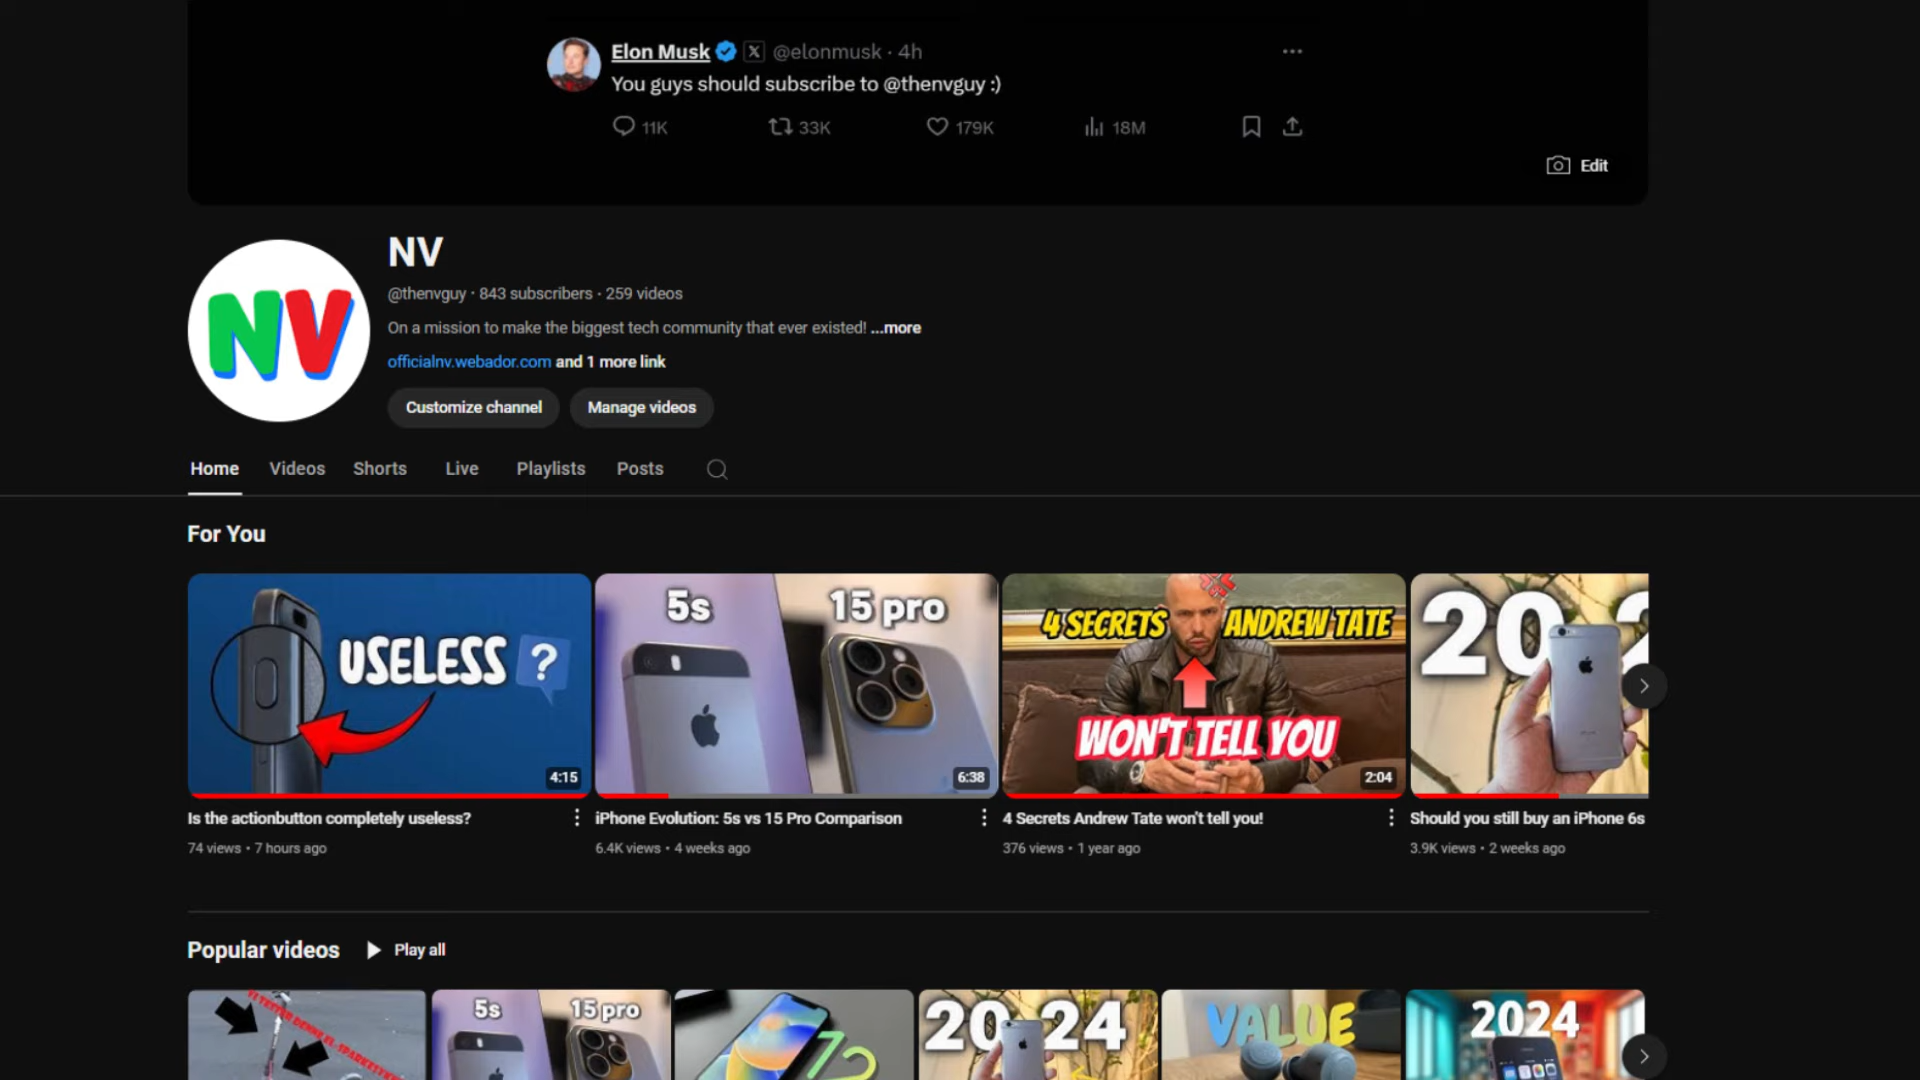 Elon Musk @elonmusk · 4h
You guys should subscribe to @thenvguy :)
11K 33K 179K 18M
Edit
NV
NV
@thenvguy · 843 subscribers · 259 videos
On a mission to make the biggest tech community that ever existed! ...more
officialnv.webador.com and 1 more link
Customize channel Manage videos
Home Videos Shorts Live Playlists Posts
For You
USELESS ?
4:15
5s 15 pro
6:38
4 SECRETS ANDREW TATE
WON'T TELL YOU
2:04
202
Is the actionbutton completely useless?
74 views • 7 hours ago
iPhone Evolution: 5s vs 15 Pro Comparison
6.4K views • 4 weeks ago
4 Secrets Andrew Tate won't tell you!
376 views • 1 year ago
Should you still buy an iPhone 6s
3.9K views • 2 weeks ago
Popular videos Play all
5s 15 pro
12
2024
VALUE
2024